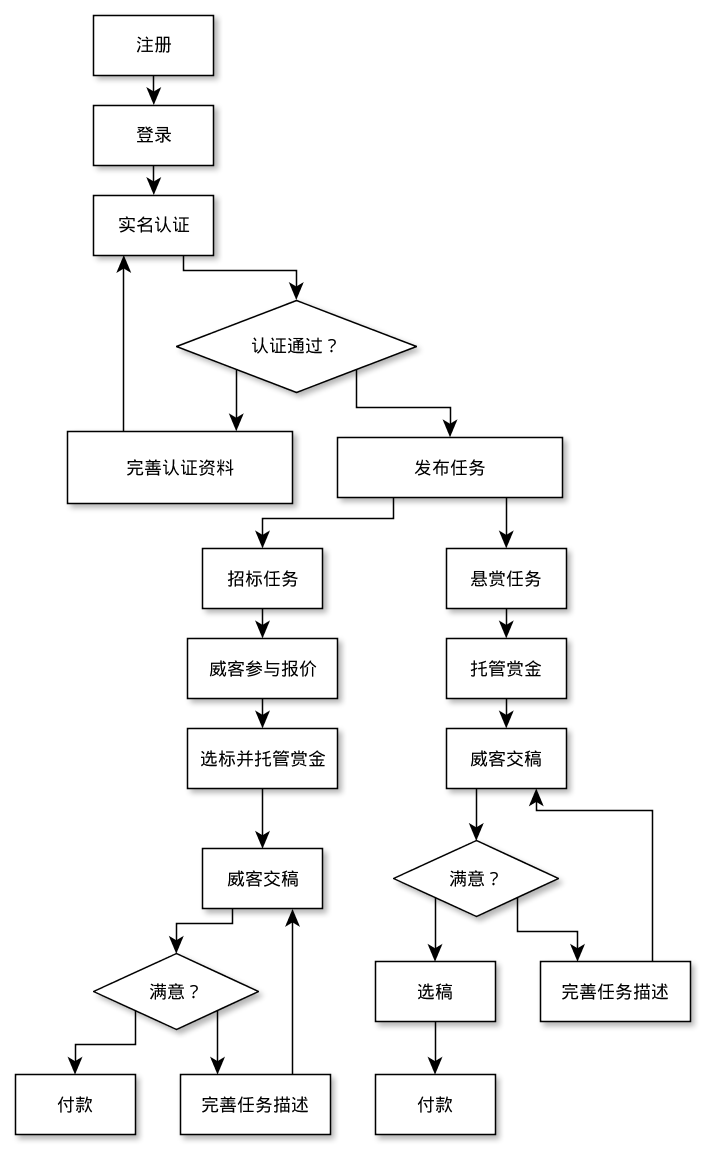 注册
登录
实名认证
认证通过？
完善认证资料
发布任务
招标任务
悬赏任务
威客参与报价
托管赏金
选标并托管赏金
威客交稿
威客交稿
满意？
满意？
选稿
完善任务描述
付款
完善任务描述
付款